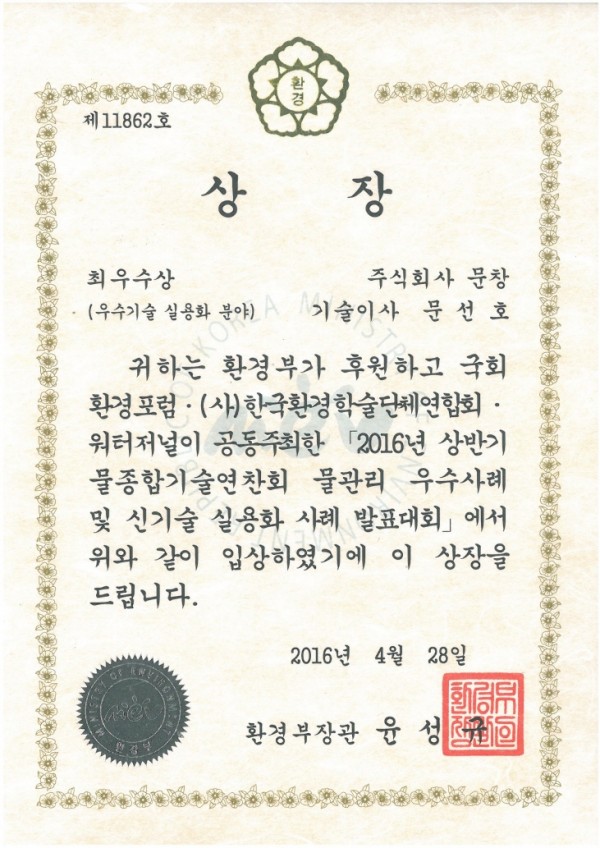 환경
제11862호
상 장
최우수상 주식회사 문창
(우수기술 실용화 분야) 기술이사 문 선 호
귀하는 환경부가 후원하고 국회
환경포럼 · (사)한국환경학술단체연합회 ·
워터저널이 공동주최한 「2016년 상반기
물종합기술연찬회 물관리 우수사례
및 신기술 실용화 사례 발표대회」에서
위와 같이 입상하였기에 이 상장을
드립니다.
2016년 4월 28일
환경부장관 윤 성 규
MINISTRY OF ENVIRONMENT
환경부